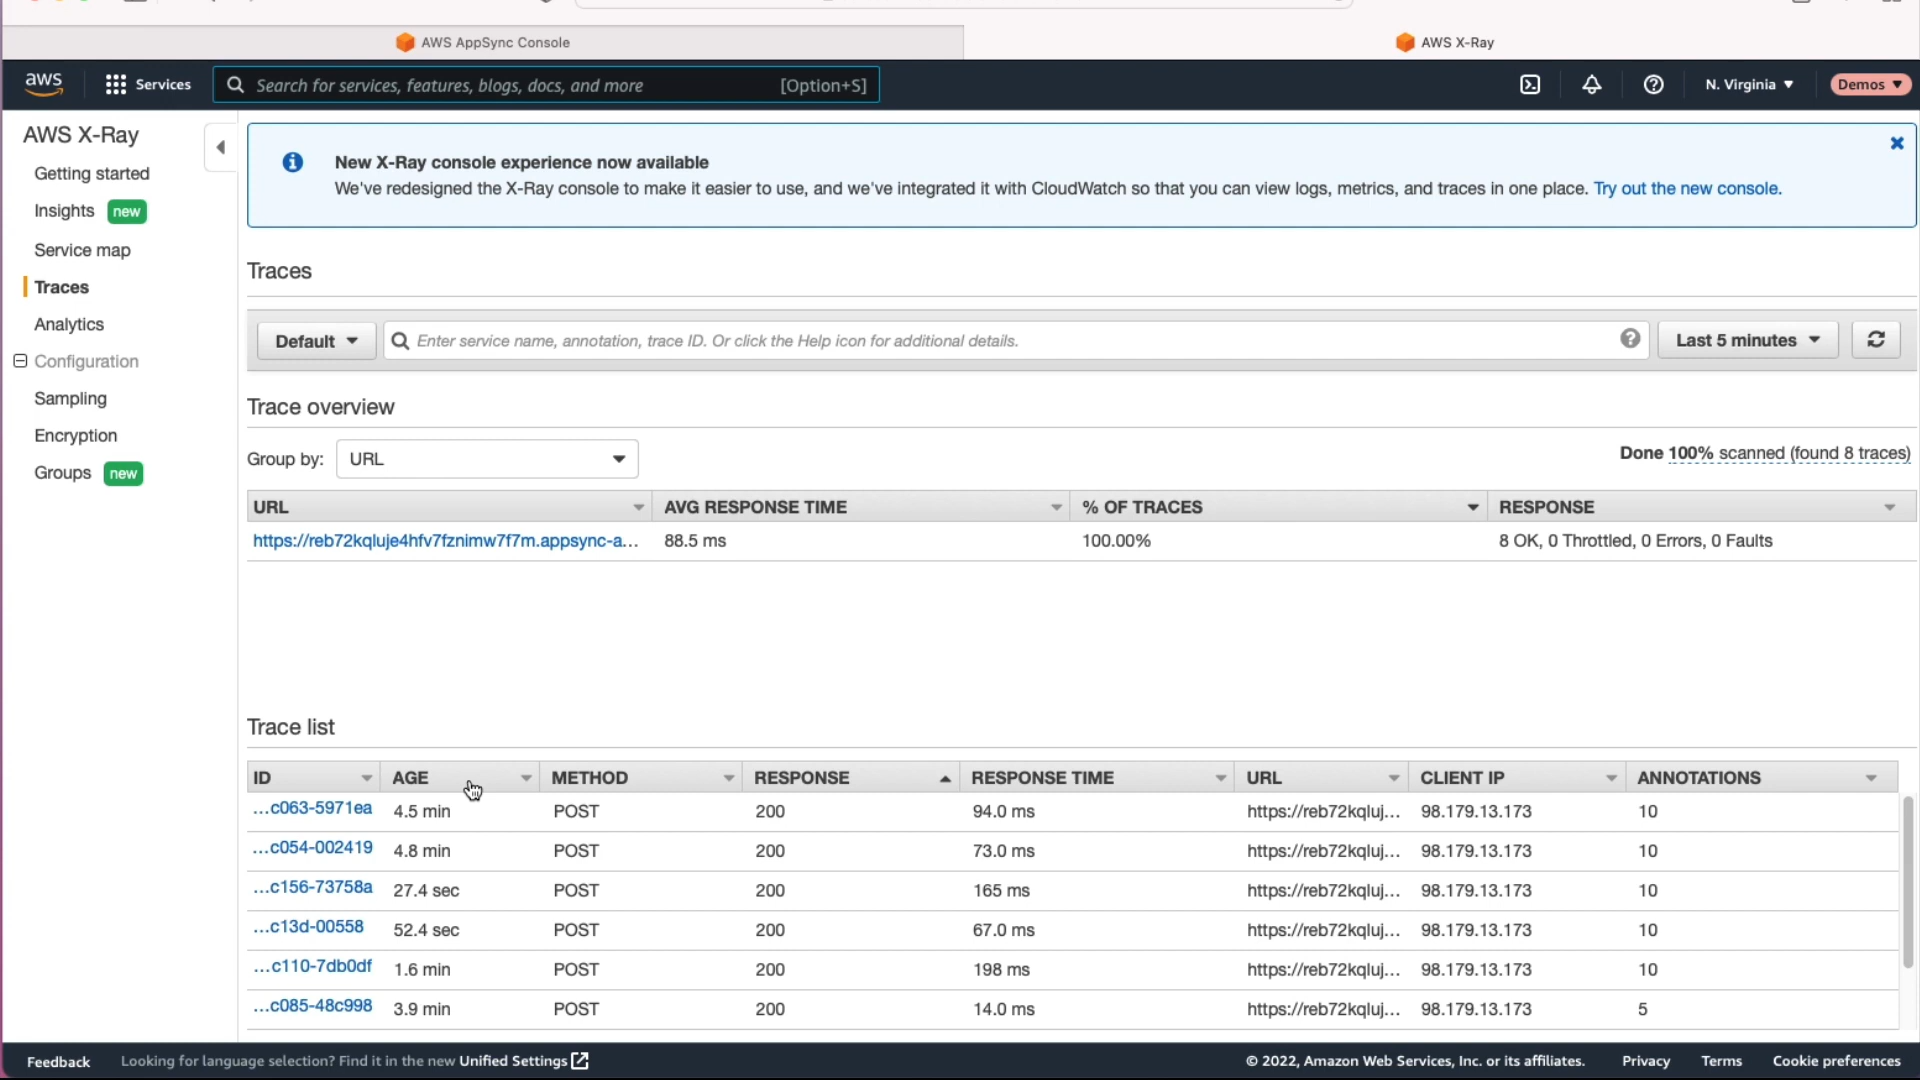 AWS AppSync Console
AWS X-Ray
aws
Services
Search for services, features, blogs, docs, and more
[Option+S]
N. Virginia
Demos
AWS X-Ray
Getting started
Insights new
Service map
Traces
Analytics
Configuration
Sampling
Encryption
Groups new
New X-Ray console experience now available
We've redesigned the X-Ray console to make it easier to use, and we've integrated it with CloudWatch so that you can view logs, metrics, and traces in one place. Try out the new console.
Traces
Default
Enter service name, annotation, trace ID. Or click the Help icon for additional details.
Last 5 minutes
Trace overview
Group by: URL
Done 100% scanned (found 8 traces)
URL AVG RESPONSE TIME % OF TRACES RESPONSE
https://reb72kqluje4hfv7fznimw7f7m.appsync-a... 88.5 ms 100.00% 8 OK, 0 Throttled, 0 Errors, 0 Faults
Trace list
ID AGE METHOD RESPONSE RESPONSE TIME URL CLIENT IP ANNOTATIONS
...c063-5971ea 4.5 min POST 200 94.0 ms https://reb72kqluj... 98.179.13.173 10
...c054-002419 4.8 min POST 200 73.0 ms https://reb72kqluj... 98.179.13.173 10
...c156-73758a 27.4 sec POST 200 165 ms https://reb72kqluj... 98.179.13.173 10
...c13d-00558 52.4 sec POST 200 67.0 ms https://reb72kqluj... 98.179.13.173 10
...c110-7db0df 1.6 min POST 200 198 ms https://reb72kqluj... 98.179.13.173 10
...c085-48c998 3.9 min POST 200 14.0 ms https://reb72kqluj... 98.179.13.173 5
Feedback
Looking for language selection? Find it in the new Unified Settings
© 2022, Amazon Web Services, Inc. or its affiliates.
Privacy
Terms
Cookie preferences